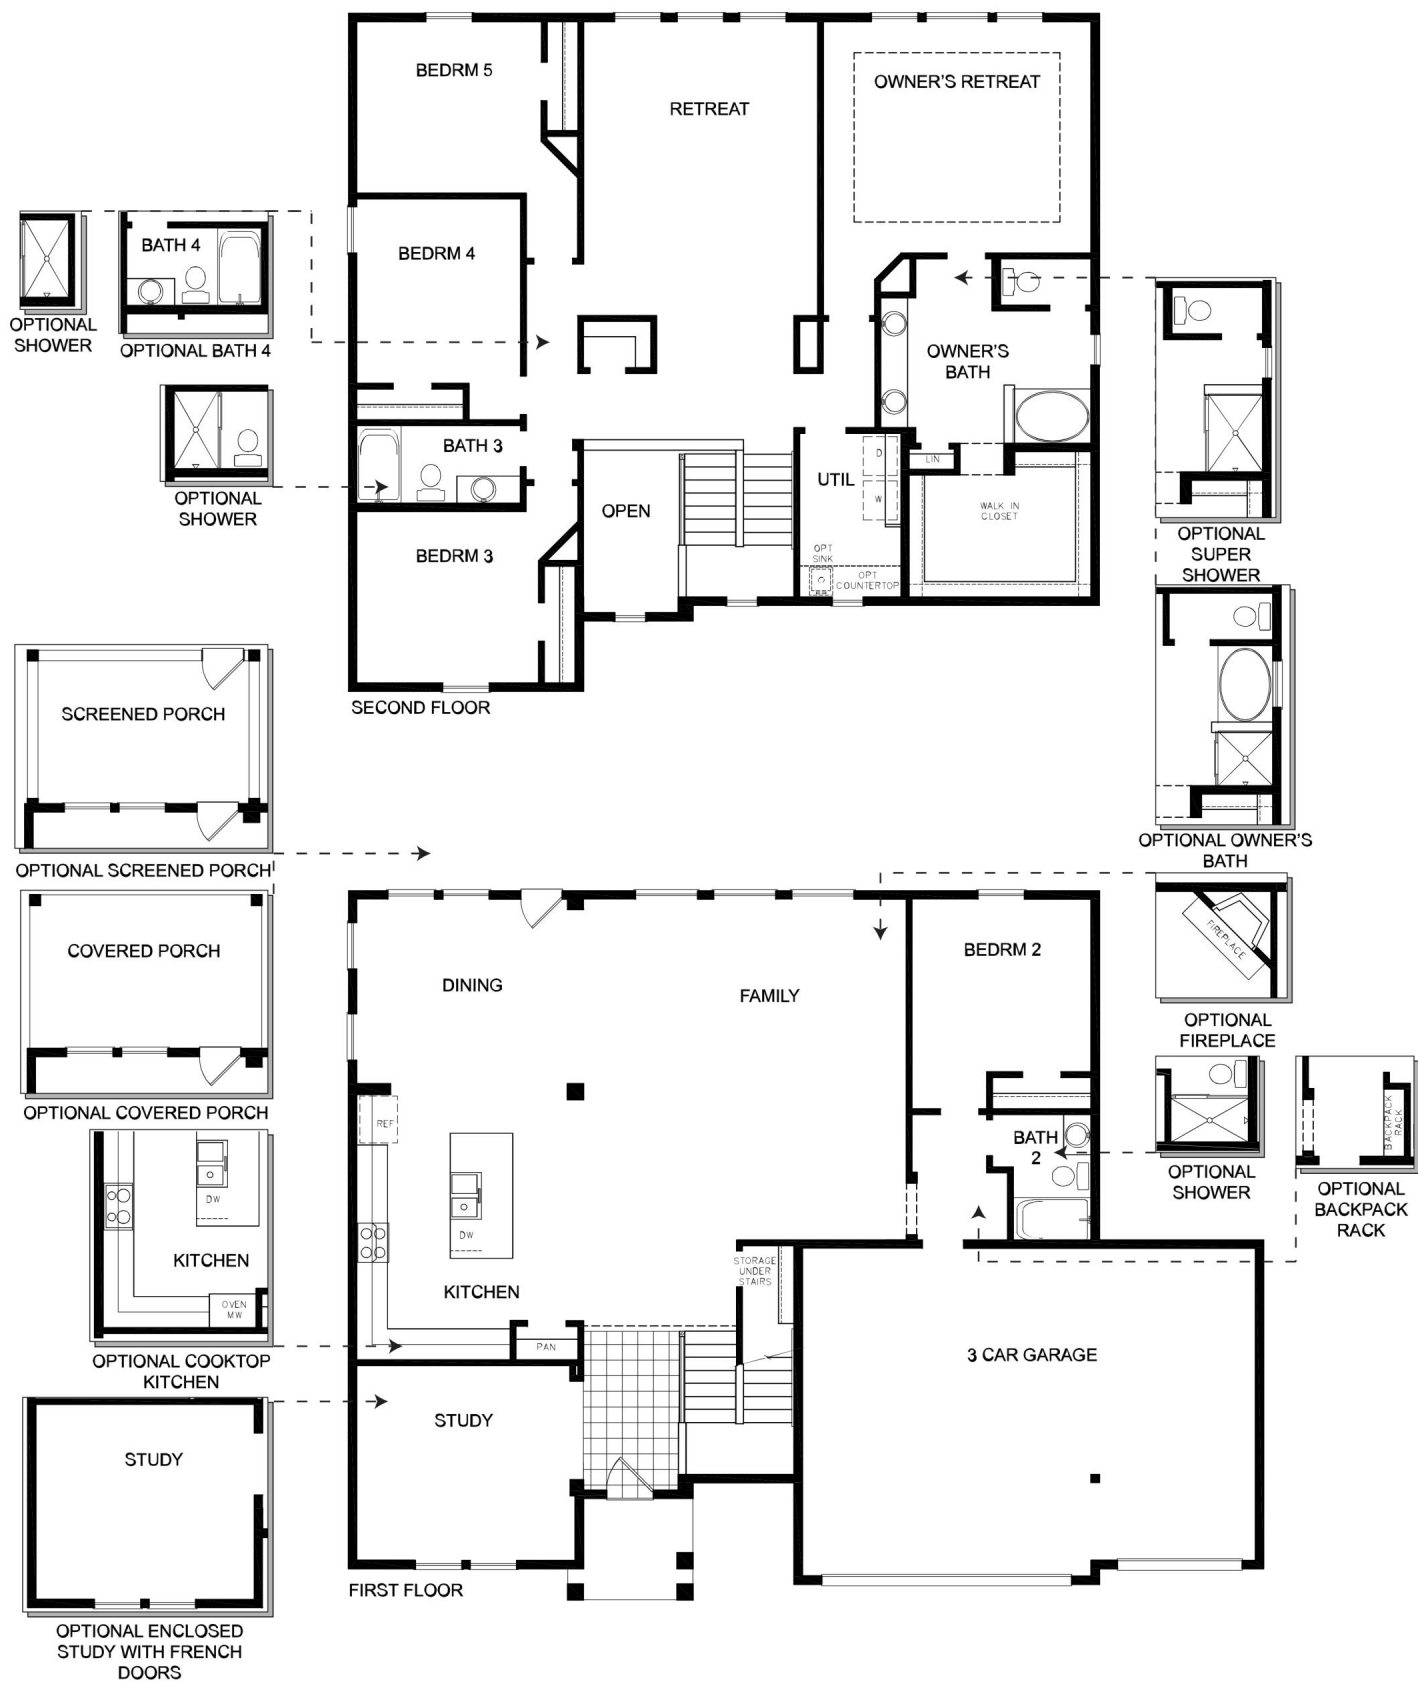 BEDRM 5
RETREAT
OWNER'S RETREAT
BATH 4
BEDRM 4
OPTIONAL
SHOWER
OPTIONAL BATH 4
OWNER'S
BATH
BATH 3
LIN
D
W
UTIL
WALK IN
CLOSET
OPTIONAL
SHOWER
OPEN
OPT
SINK
OPT
COUNTERTOP
BEDRM 3
OPTIONAL
SUPER
SHOWER
SECOND FLOOR
SCREENED PORCH
OPTIONAL SCREENED PORCH
OPTIONAL OWNER'S
BATH
COVERED PORCH
OPTIONAL COVERED PORCH
DINING
FAMILY
BEDRM 2
FIREPLACE
OPTIONAL
FIREPLACE
REF
BATH
2
BACKPACK
RACK
OPTIONAL
SHOWER
OPTIONAL
BACKPACK
RACK
DW
KITCHEN
OVEN
MW
DW
KITCHEN
STORAGE
UNDER
STAIRS
PAN
OPTIONAL COOKTOP
KITCHEN
3 CAR GARAGE
STUDY
STUDY
FIRST FLOOR
OPTIONAL ENCLOSED
STUDY WITH FRENCH
DOORS